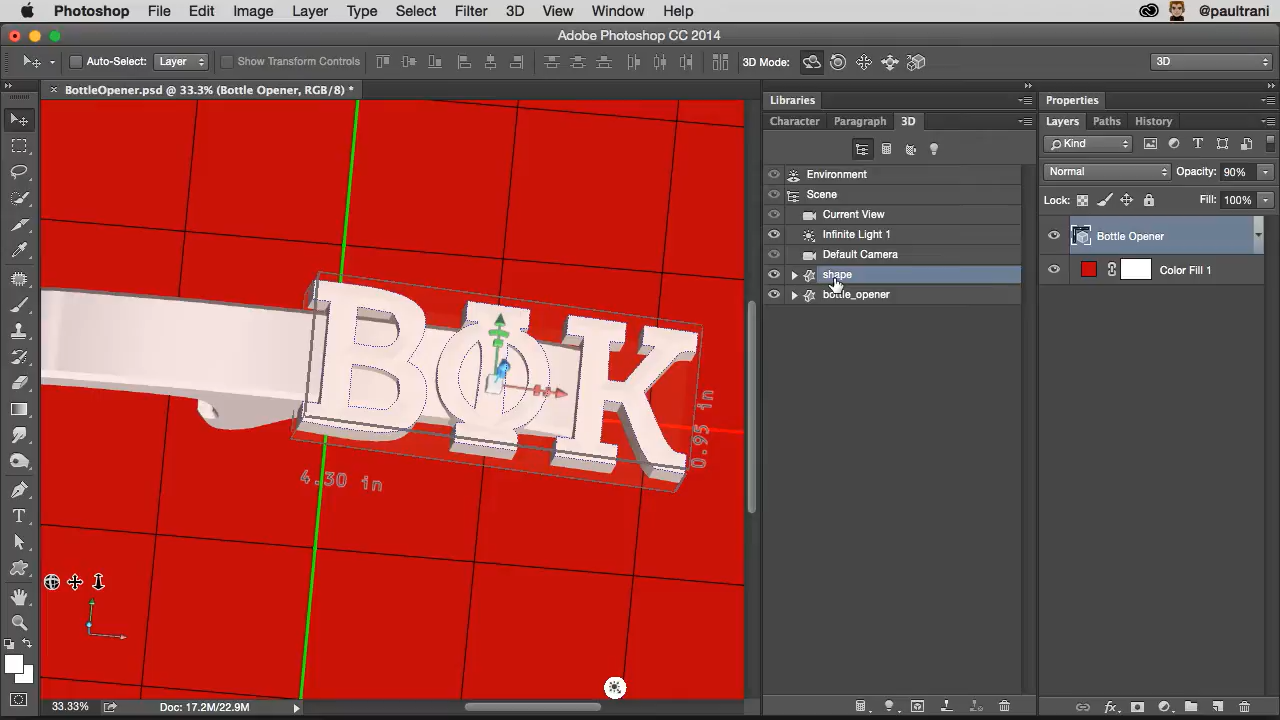 Photoshop File Edit Image Layer Type Select Filter 3D View Window Help @paultrani
Adobe Photoshop CC 2014
Auto-Select: Layer Show Transform Controls 3D Mode: 3D
BottleOpener.psd @ 33.3% (Bottle Opener, RGB/8) *
Libraries
Properties
Character Paragraph 3D
Layers Paths History
Kind
Environment
Normal Opacity: 90%
Scene
Lock: Fill: 100%
Current View
Infinite Light 1
Bottle Opener
Default Camera
Color Fill 1
shape
bottle_opener
BΦK
0.95 in
4.30 in
33.33% Doc: 17.2M/22.9M